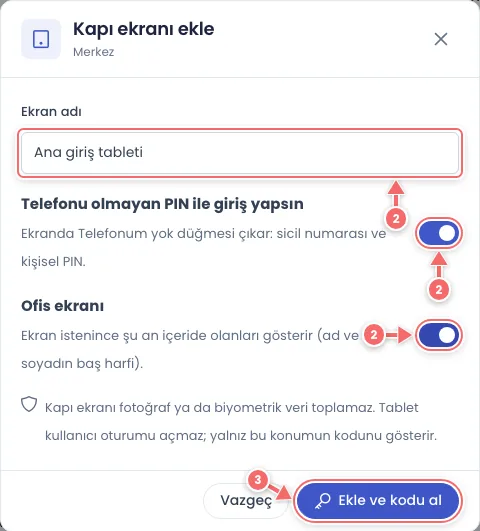 Kapı ekranı ekle
Merkez
Ekran adı
Ana giriş tableti
2
Telefonu olmayan PIN ile giriş yapsın
Ekranda Telefonum yok düğmesi çıkar: sicil numarası ve
kişisel PIN.
2
Ofis ekranı
Ekran istenince şu an içeride olanları gösterir (ad ve
soyadın baş harfi).
2
Kapı ekranı fotoğraf ya da biyometrik veri toplamaz. Tablet
kullanıcı oturumu açmaz; yalnız bu konumun kodunu gösterir.
3
Vazgeç
Ekle ve kodu al